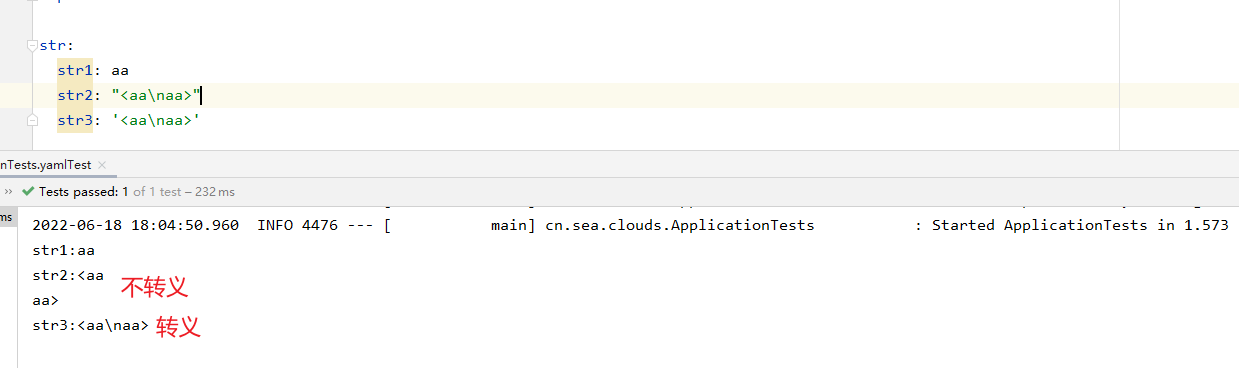 str:
str1: aa
str2: "<aa\naa>"
str3: '<aa\naa>'
nTests.yamlTest ×
›› Tests passed: 1 of 1 test – 232 ms
ms
2022-06-18 18:04:50.960  INFO 4476 --- [           main] cn.sea.clouds.ApplicationTests           : Started ApplicationTests in 1.573
str1:aa
str2:<aa
不转义
aa>
str3:<aa\naa> 转义